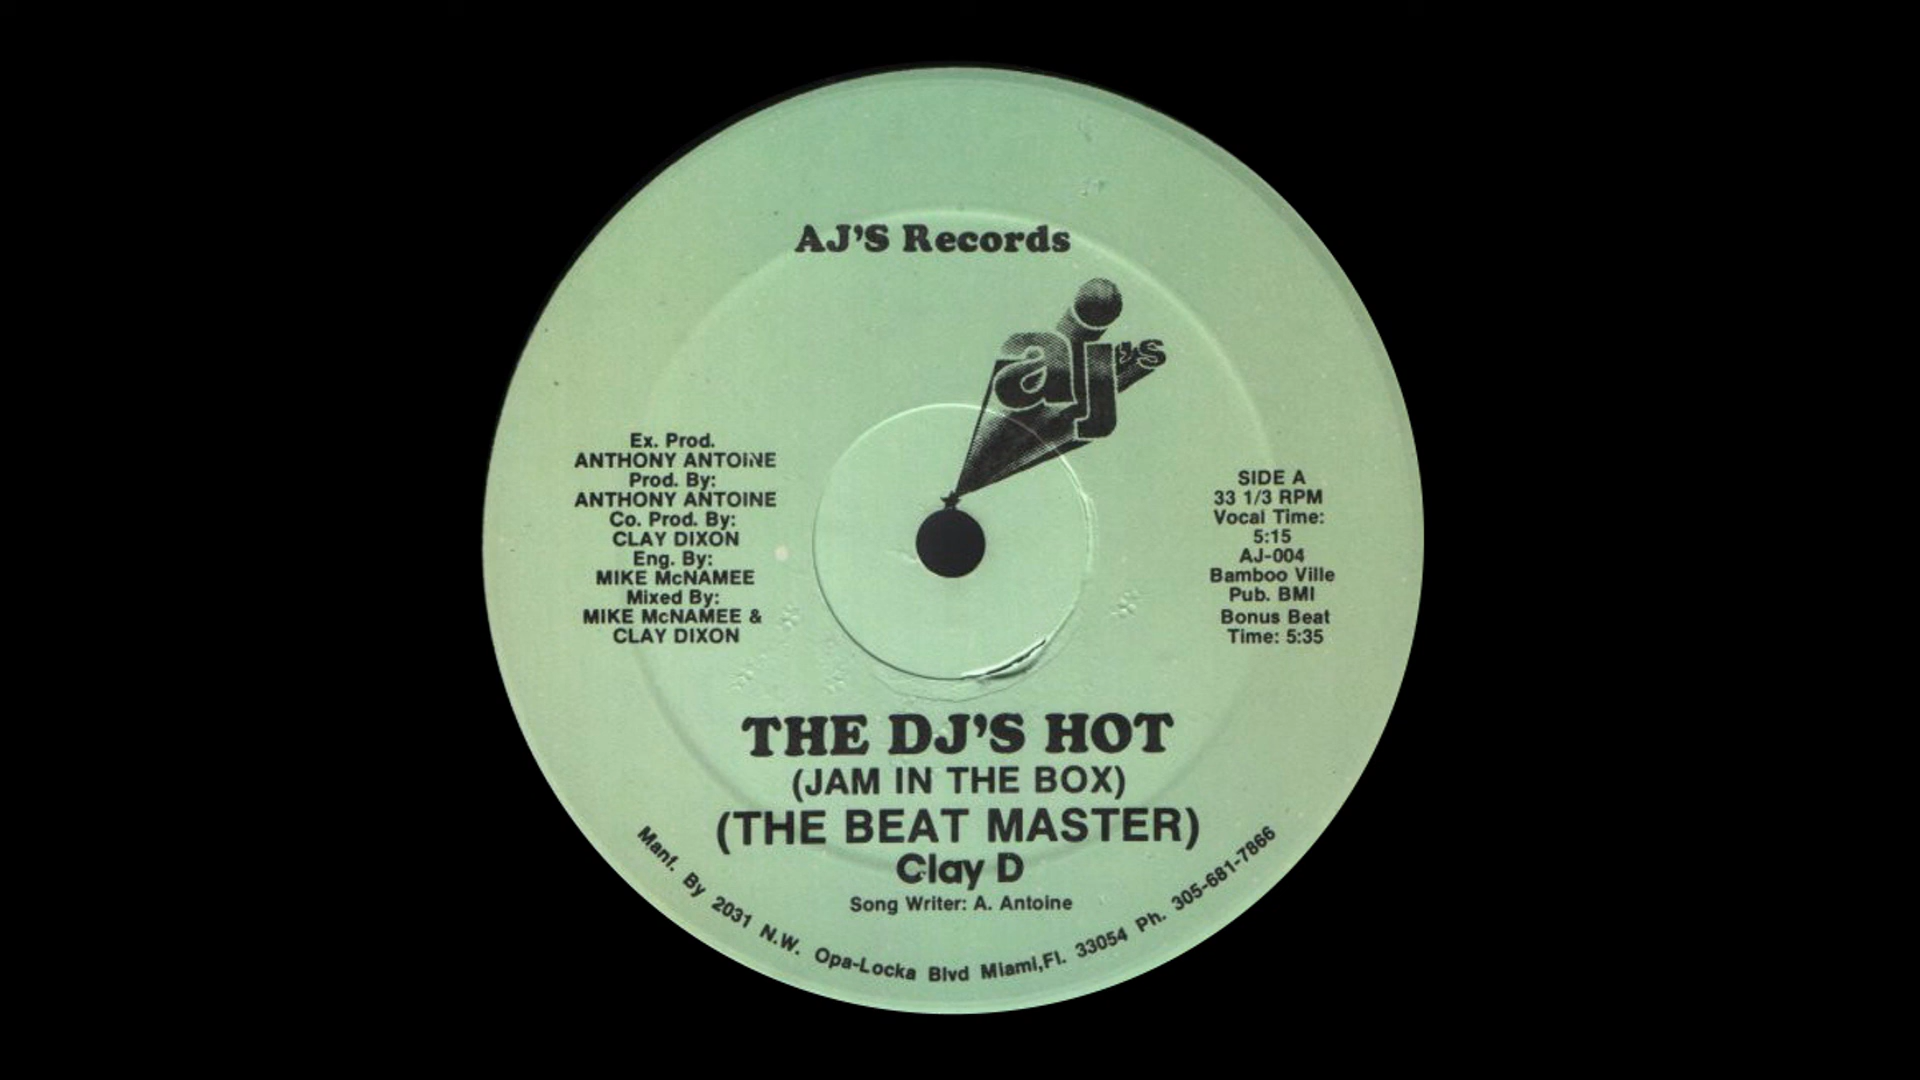 AJ'S Records
aj's
Ex. Prod.
ANTHONY ANTOINE
Prod. By:
ANTHONY ANTOINE
Co. Prod. By:
CLAY DIXON
Eng. By:
MIKE McNAMEE
Mixed By:
MIKE McNAMEE &
CLAY DIXON
SIDE A
33 1/3 RPM
Vocal Time:
5:15
AJ-004
Bamboo Ville
Pub. BMI
Bonus Beat
Time: 5:35
THE DJ'S HOT
(JAM IN THE BOX)
(THE BEAT MASTER)
Clay D
Song Writer: A. Antoine
Manf. By 2031 N.W. Opa-Locka Blvd Miami,Fl. 33054 Ph. 305-681-7866